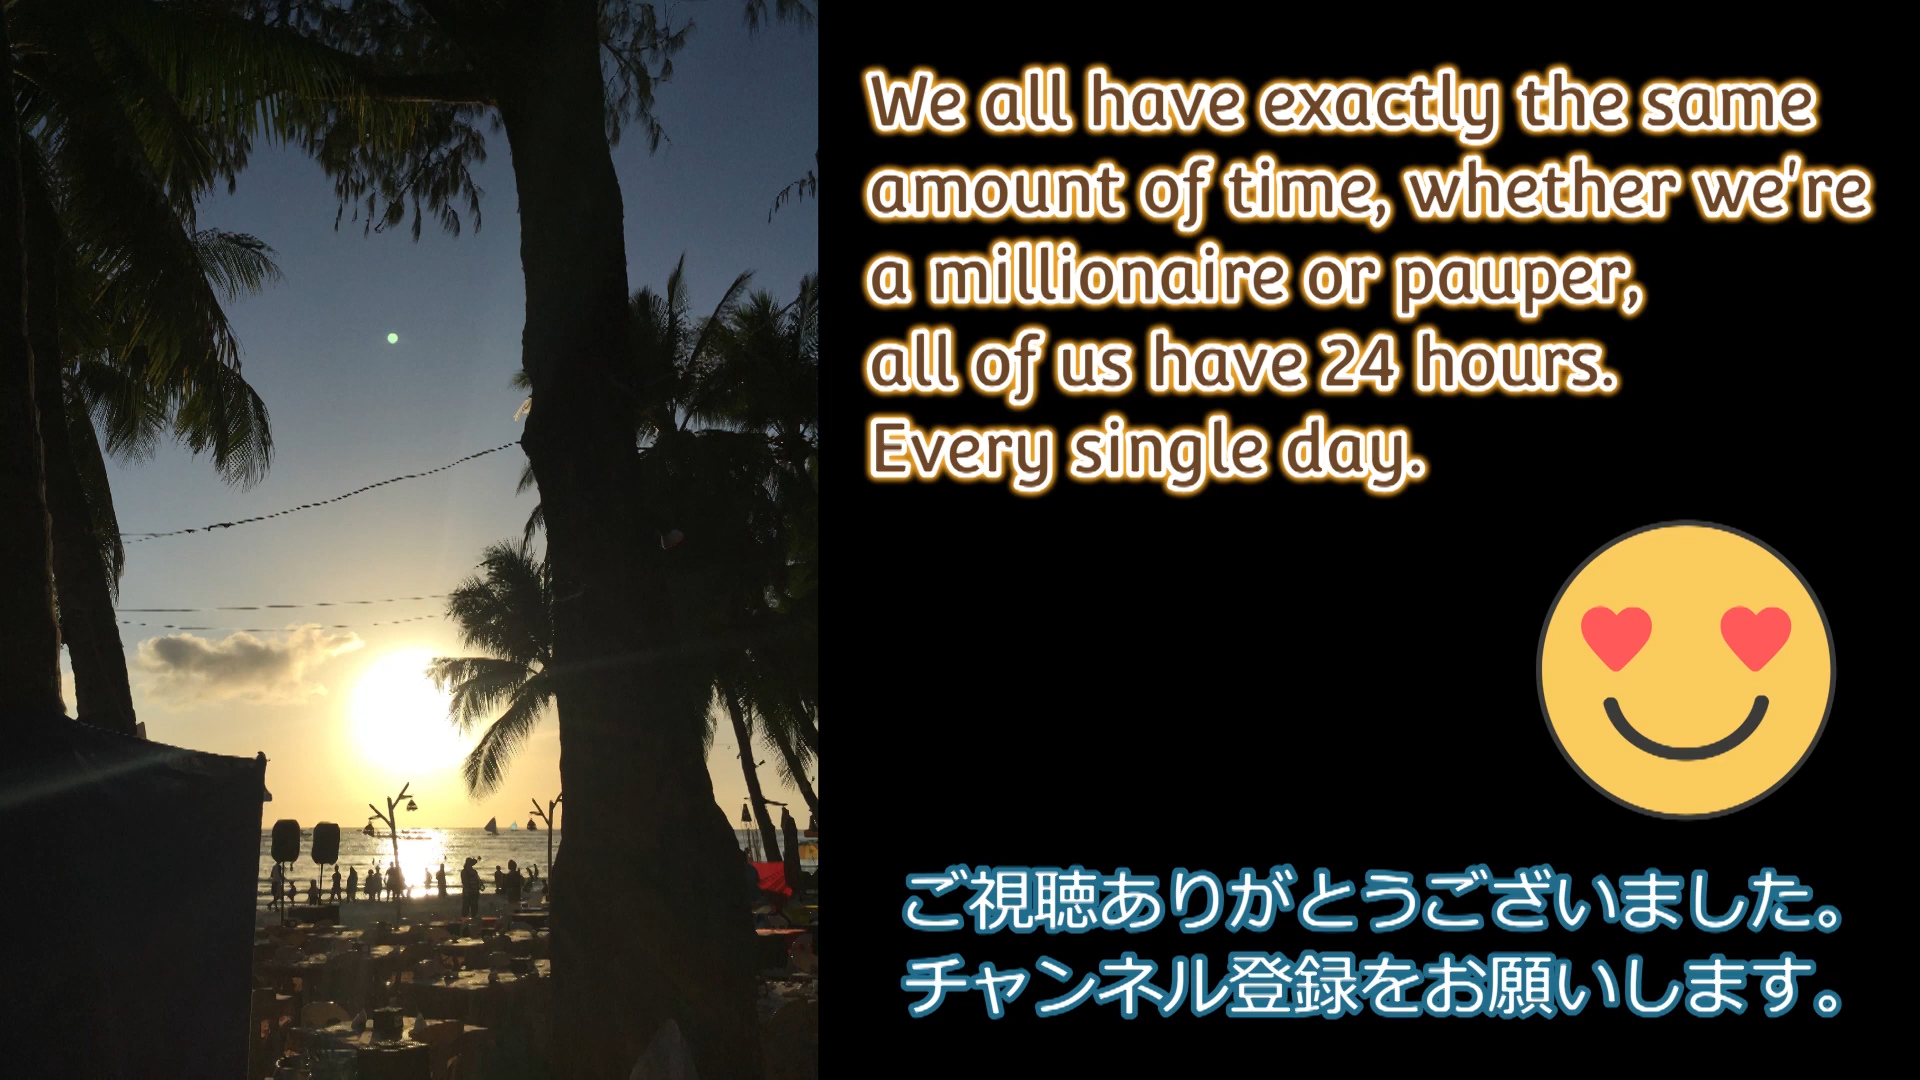 We all have exactly the same
amount of time, whether we're
a millionaire or pauper,
all of us have 24 hours.
Every single day.
ご視聴ありがとうございました。
チャンネル登録をお願いします。